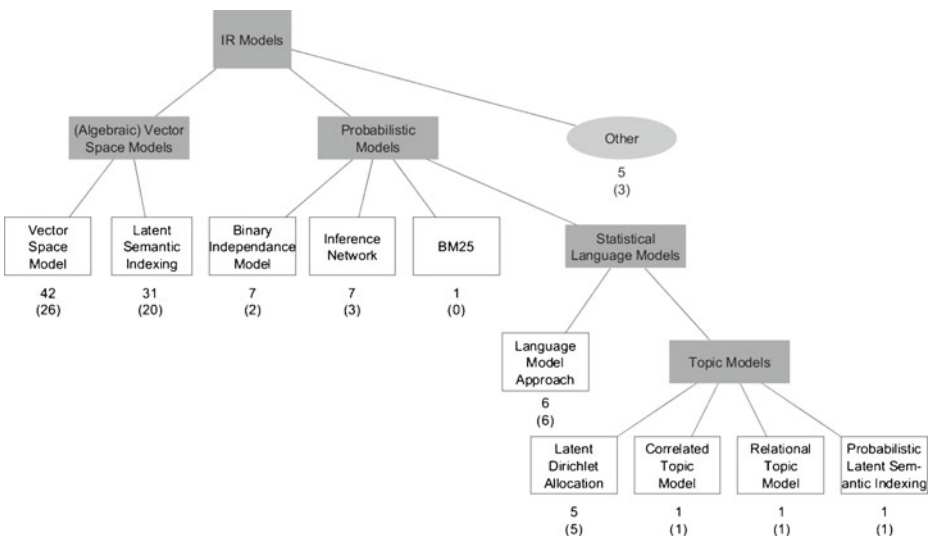 IR Models
(Algebraic) Vector
Space Models
Probabilistic
Models
Other
5
(3)
Vector
Space
Model
42
(26)
Latent
Semantic
Indexing
31
(20)
Binary
Independance
Model
7
(2)
Inference
Network
7
(3)
BM25
1
(0)
Statistical
Language Models
Language
Model
Approach
6
(6)
Topic Models
Latent
Dirichlet
Allocation
5
(5)
Correlated
Topic
Model
1
(1)
Relational
Topic
Model
1
(1)
Probabilistic
Latent Sem-
antic Indexing
1
(1)